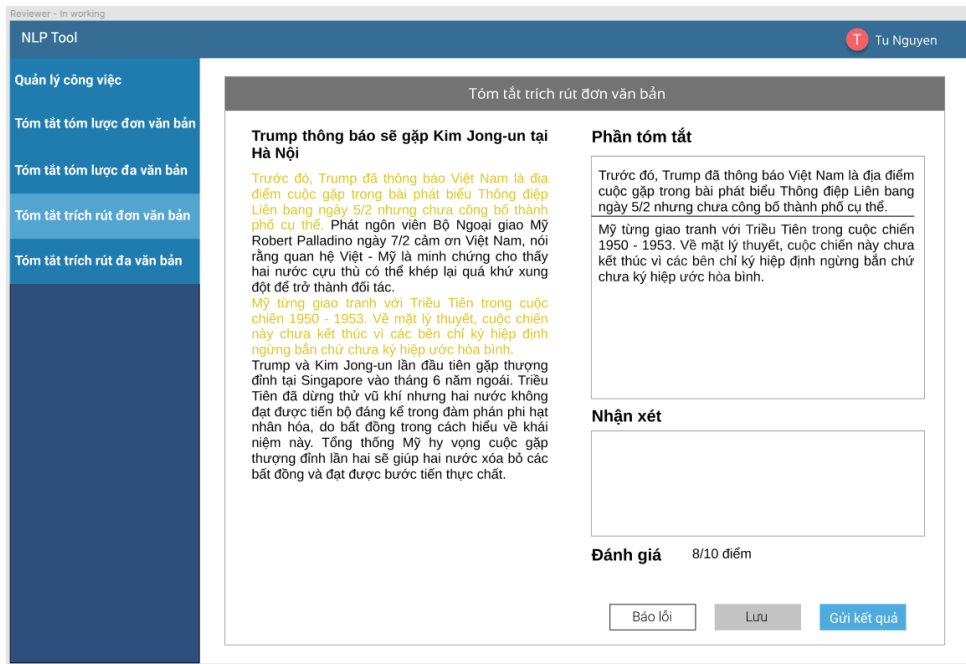 Reviewer - In working
NLP Tool
T
Tu Nguyen
Quản lý công việc
Tóm tắt tóm lược đơn văn bản
Tóm tắt tóm lược đa văn bản
Tóm tắt trích rút đơn văn bản
Tóm tắt trích rút đa văn bản
Tóm tắt trích rút đơn văn bản
Trump thông báo sẽ gặp Kim Jong-un tại
Hà Nội
Trước đó, Trump đã thông báo Việt Nam là địa
điểm cuộc gặp trong bài phát biểu Thông điệp
Liên bang ngày 5/2 nhưng chưa công bố thành
phố cụ thể. Phát ngôn viên Bộ Ngoại giao Mỹ
Robert Palladino ngày 7/2 cảm ơn Việt Nam, nói
rằng quan hệ Việt - Mỹ là minh chứng cho thấy
hai nước cựu thù có thể khép lại quá khứ xung
đột để trở thành đối tác.
Mỹ từng giao tranh với Triều Tiên trong cuộc
chiến 1950 - 1953. Về mặt lý thuyết, cuộc chiến
này chưa kết thúc vì các bên chỉ ký hiệp định
ngừng bắn chứ chưa ký hiệp ước hòa bình.
Trump và Kim Jong-un lần đầu tiên gặp thượng
đỉnh tại Singapore vào tháng 6 năm ngoái. Triều
Tiên đã dừng thử vũ khí nhưng hai nước không
đạt được tiến bộ đáng kể trong đàm phán phi hạt
nhân hóa, do bất đồng trong cách hiểu về khái
niệm này. Tổng thống Mỹ hy vọng cuộc gặp
thượng đỉnh lần hai sẽ giúp hai nước xóa bỏ các
bất đồng và đạt được bước tiến thực chất.
Phần tóm tắt
Trước đó, Trump đã thông báo Việt Nam là địa điểm
cuộc gặp trong bài phát biểu Thông điệp Liên bang
ngày 5/2 nhưng chưa công bố thành phố cụ thể.
Mỹ từng giao tranh với Triều Tiên trong cuộc chiến
1950 - 1953. Về mặt lý thuyết, cuộc chiến này chưa
kết thúc vì các bên chỉ ký hiệp định ngừng bắn chứ
chưa ký hiệp ước hòa bình.
Nhận xét
Đánh giá 8/10 điểm
Báo lỗi
Lưu
Gửi kết quả